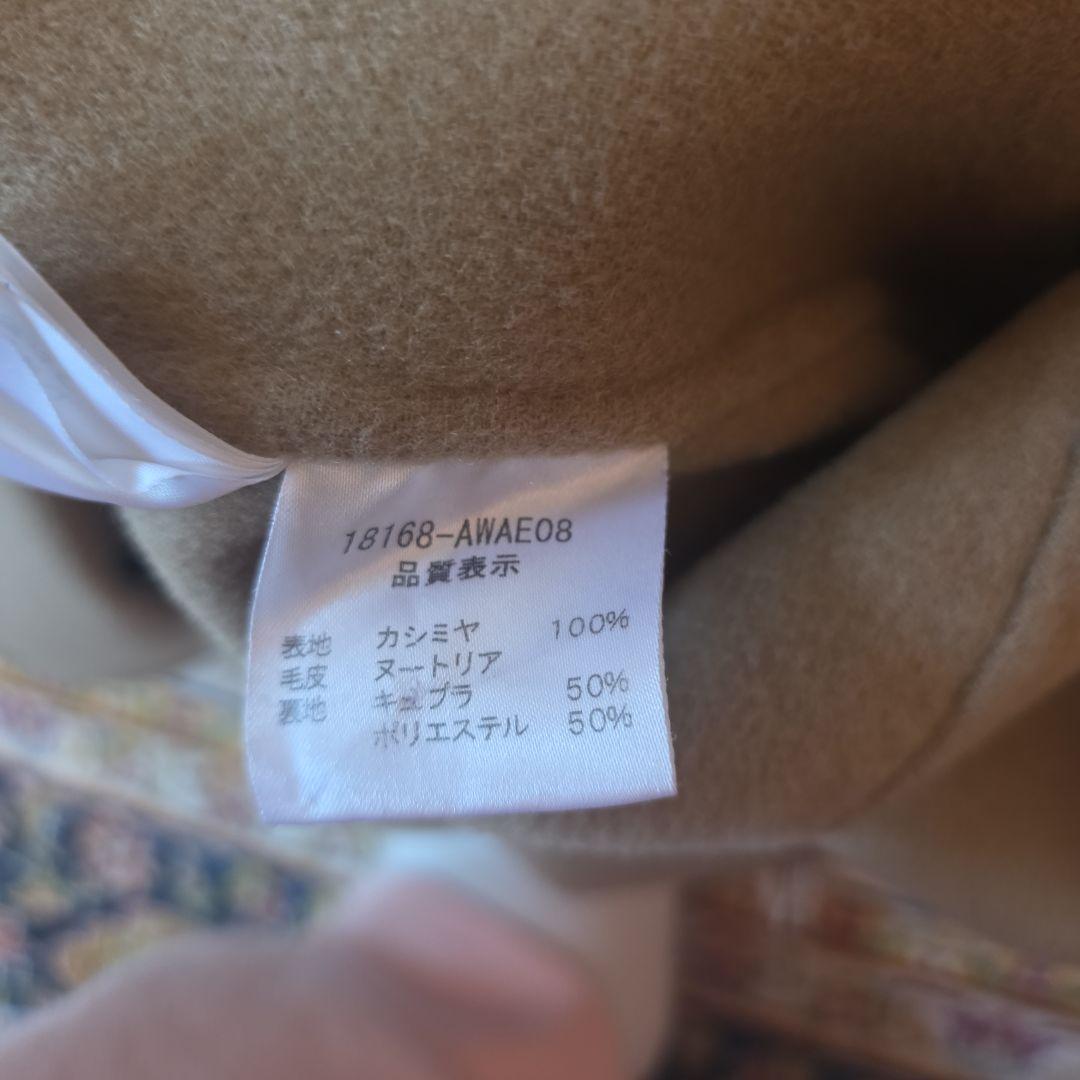 18168-AWAE08
品質表示
表地 カシミヤ 100%
毛皮 ヌートリア
裏地 キュプラ 50%
ポリエステル 50%